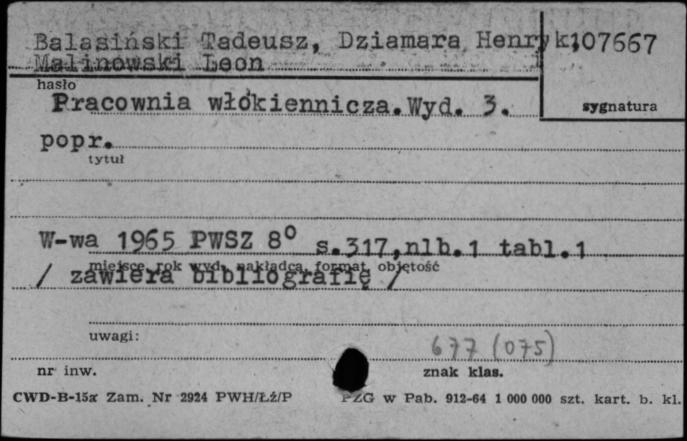 Balasiński Tadeusz, Dziamara Henryk, 107667
Malinowski Leon
hasło
Pracownia włókiennicza. Wyd. 3.
sygnatura
popr.
tytuł
W-wa 1965 PWSZ 8° s.317,nlb.1 tabl.1
miejsce, rok wyd., nakładca, format, objętość
/ zawiera bibliografię /
uwagi:
677 (075)
nr inw.
znak klas.
CWD-B-15a Zam. Nr 2924 PWH/Łź/P PZG w Pab. 912-64 1 000 000 szt. kart. b. kl.